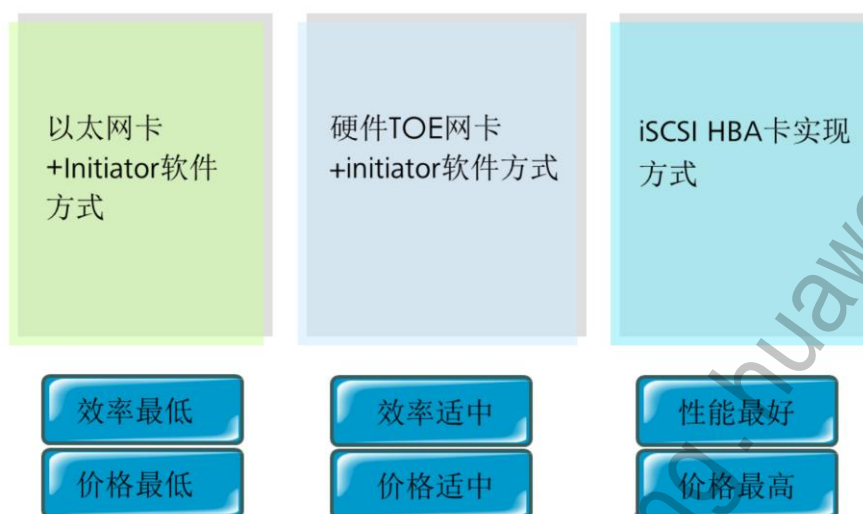 以太网卡
+Initiator软件
方式
硬件TOE网卡
+initiator软件方式
iSCSI HBA卡实现
方式
效率最低
效率适中
性能最好
价格最低
价格适中
价格最高